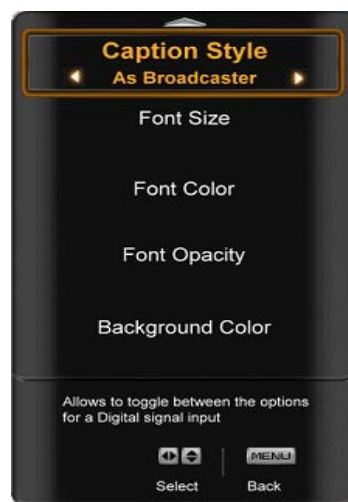 Caption Style
As Broadcaster
Font Size
Font Color
Font Opacity
Background Color
Allows to toggle between the options
for a Digital signal input
MENU
Select Back